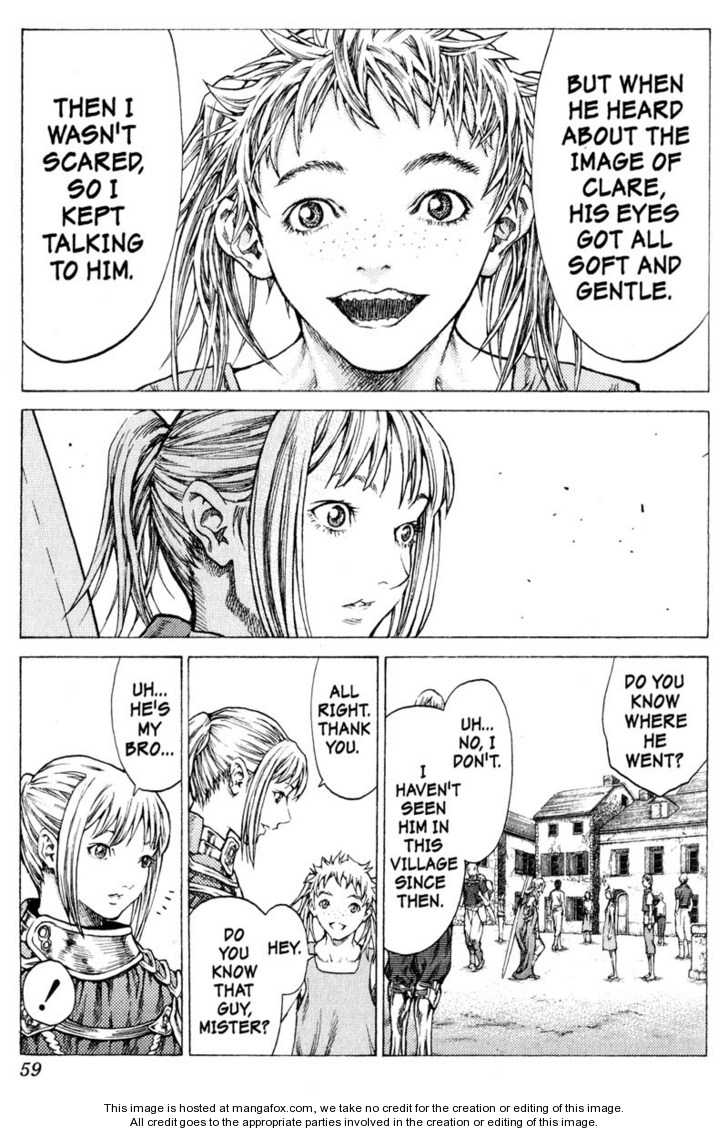 BUT WHEN
HE HEARD
ABOUT THE
IMAGE OF
CLARE,
HIS EYES
GOT ALL
SOFT AND
GENTLE.
THEN I
WASN'T
SCARED,
SO I
KEPT
TALKING
TO HIM.
DO YOU
KNOW
WHERE
HE
WENT?
UH...
NO, I
DON'T.
I
HAVEN'T
SEEN
HIM IN
THIS
VILLAGE
SINCE
THEN.
ALL
RIGHT.
THANK
YOU.
HEY.
DO
YOU
KNOW
THAT
GUY,
MISTER?
UH...
HE'S
MY
BRO...
!
59
This image is hosted at mangafox.com, we take no credit for the creation or editing of this image.
All credit goes to the appropriate parties involved in the creation or editing of this image.